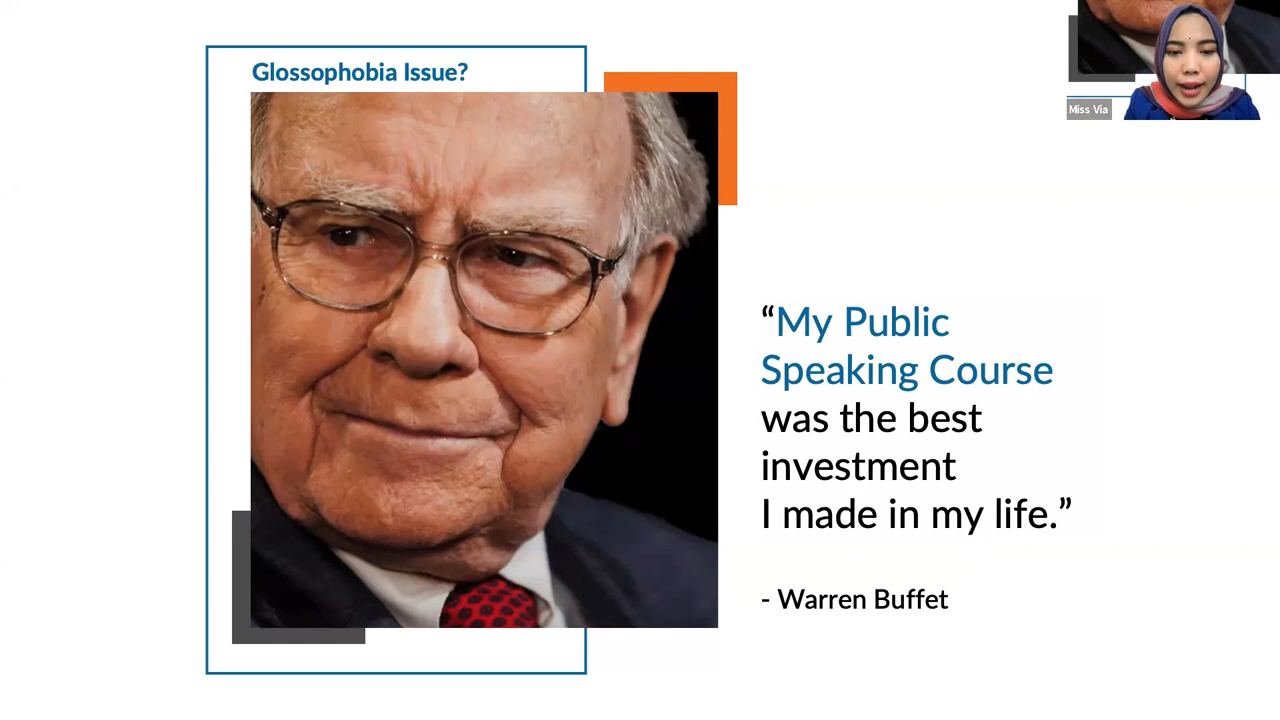 Glossophobia Issue?
Miss Via
“My Public
Speaking Course
was the best
investment
I made in my life.”
- Warren Buffet